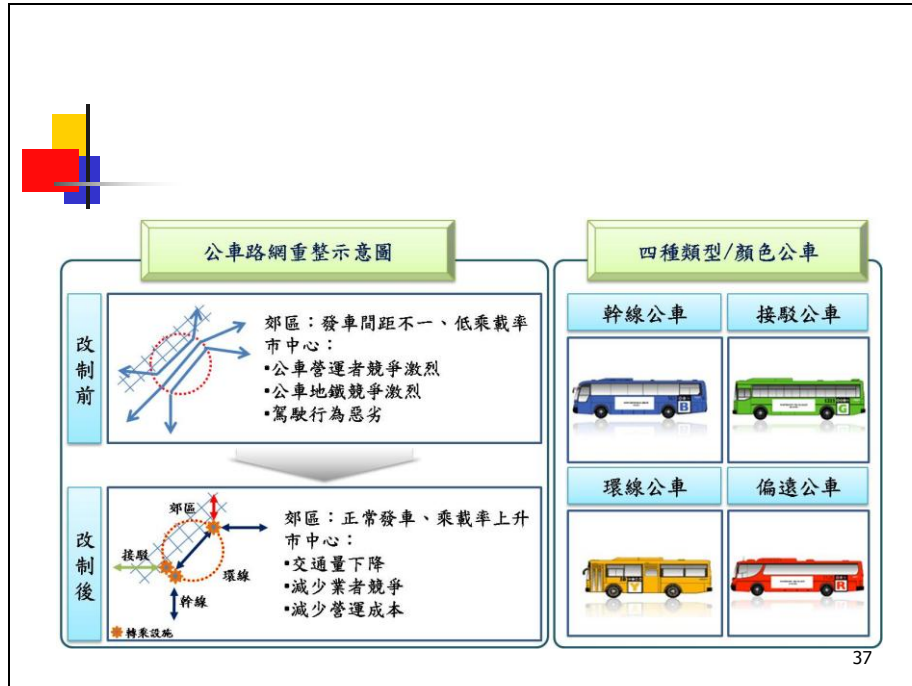 公車路網重整示意圖
改制前
郊區：發車間距不一、低乘載率
市中心：
▪公車營運者競爭激烈
▪公車地鐵競爭激烈
▪駕駛行為惡劣
改制後
郊區
接駁
環線
幹線
轉乘設施
郊區：正常發車、乘載率上升
市中心：
▪交通量下降
▪減少業者競爭
▪減少營運成本
四種類型/顏色公車
幹線公車
接駁公車
B
G
環線公車
偏遠公車
Y
R
37